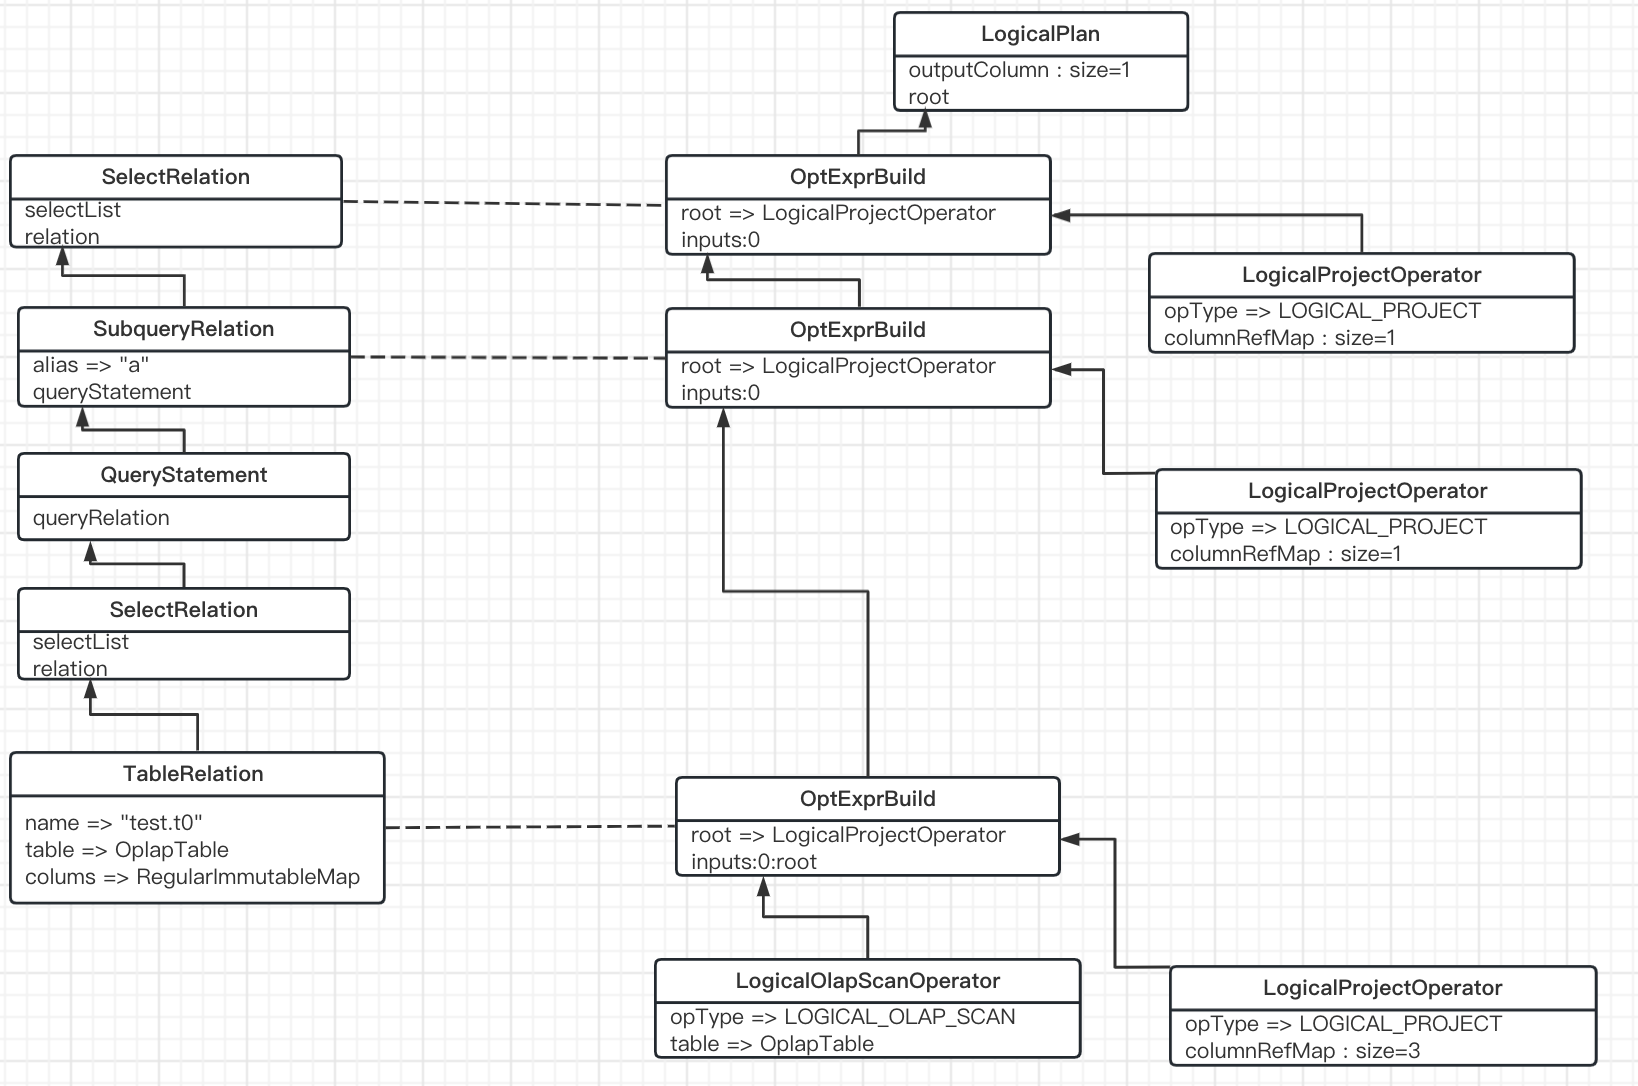 LogicalPlan
outputColumn : size=1
root
SelectRelation
selectList
relation
OptExprBuild
root => LogicalProjectOperator
inputs:0
LogicalProjectOperator
opType => LOGICAL_PROJECT
columnRefMap : size=1
SubqueryRelation
alias => "a"
queryStatement
OptExprBuild
root => LogicalProjectOperator
inputs:0
QueryStatement
queryRelation
LogicalProjectOperator
opType => LOGICAL_PROJECT
columnRefMap : size=1
SelectRelation
selectList
relation
TableRelation
name => "test.t0"
table => OplapTable
colums => RegularImmutableMap
OptExprBuild
root => LogicalProjectOperator
inputs:0:root
LogicalOlapScanOperator
opType => LOGICAL_OLAP_SCAN
table => OplapTable
LogicalProjectOperator
opType => LOGICAL_PROJECT
columnRefMap : size=3